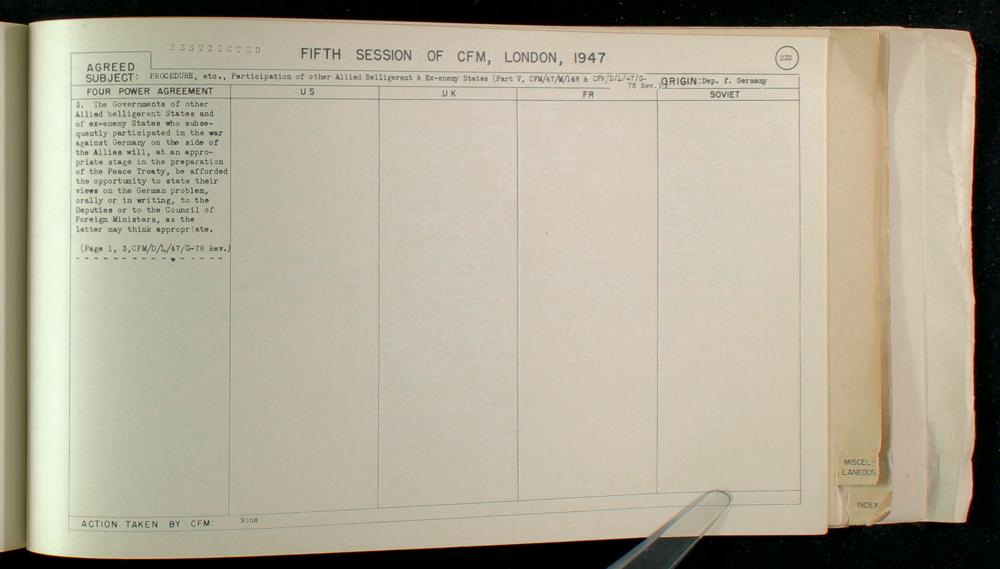 RESTRICTED
FIFTH SESSION OF CFM, LONDON, 1947
235
AGREED
SUBJECT: PROCEDURE, etc., Participation of other Allied Belligerent & Ex-enemy States (Part V, CFM/47/M/148 & CFM/D/L/47/G-
78 Rev.)
ORIGIN: Dep. f. Germany
FOUR POWER AGREEMENT
US
UK
FR
SOVIET
3. The Governments of other
Allied belligerent States and
of ex-enemy States who subse-
quently participated in the war
against Germany on the side of
the Allies will, at an appro-
priate stage in the preparation
of the Peace Treaty, be afforded
the opportunity to state their
views on the German problem,
orally or in writing, to the
Deputies or to the Council of
Foreign Ministers, as the
latter may think appropriate.
(Page 1, 3,CFM/D/L/47/G-78 Rev.)
ACTION TAKEN BY CFM: None
MISCEL-
LANEOUS
INDEX